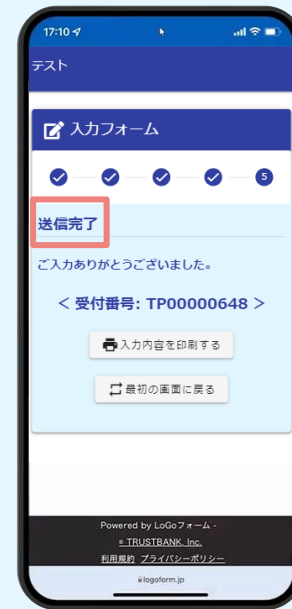 17:10
テスト
入力フォーム
5
送信完了
ご入力ありがとうございました。
< 受付番号: TP00000648 >
入力内容を印刷する
最初の画面に戻る
Powered by LoGoフォーム -
© TRUSTBANK, Inc.
利用規約 プライバシーポリシー
logoform.jp